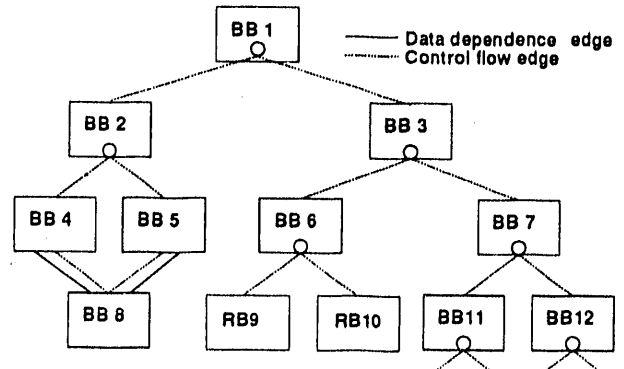 BB 1
Data dependence edge
Control flow edge
BB 2
BB 3
BB 4
BB 5
BB 6
BB 7
BB 8
RB9
RB10
BB11
BB12